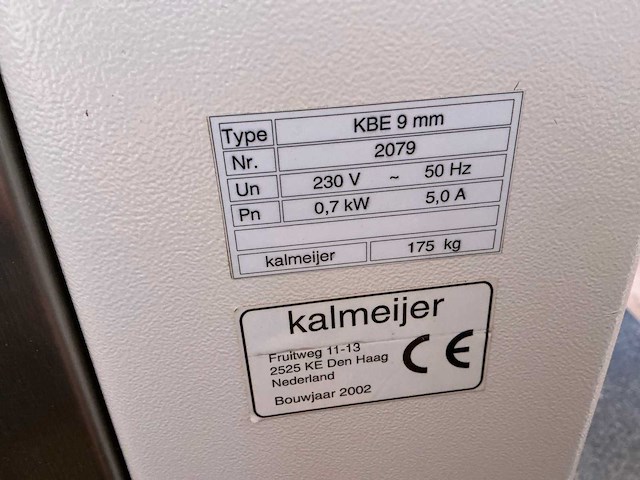 Type KBE 9 mm
Nr. 2079
Un 230 V ~ 50 Hz
Pn 0,7 kW 5,0 A
kalmeijer 175 kg
kalmeijer
Fruitweg 11-13
2525 KE Den Haag
Nederland
Bouwjaar 2002
CE